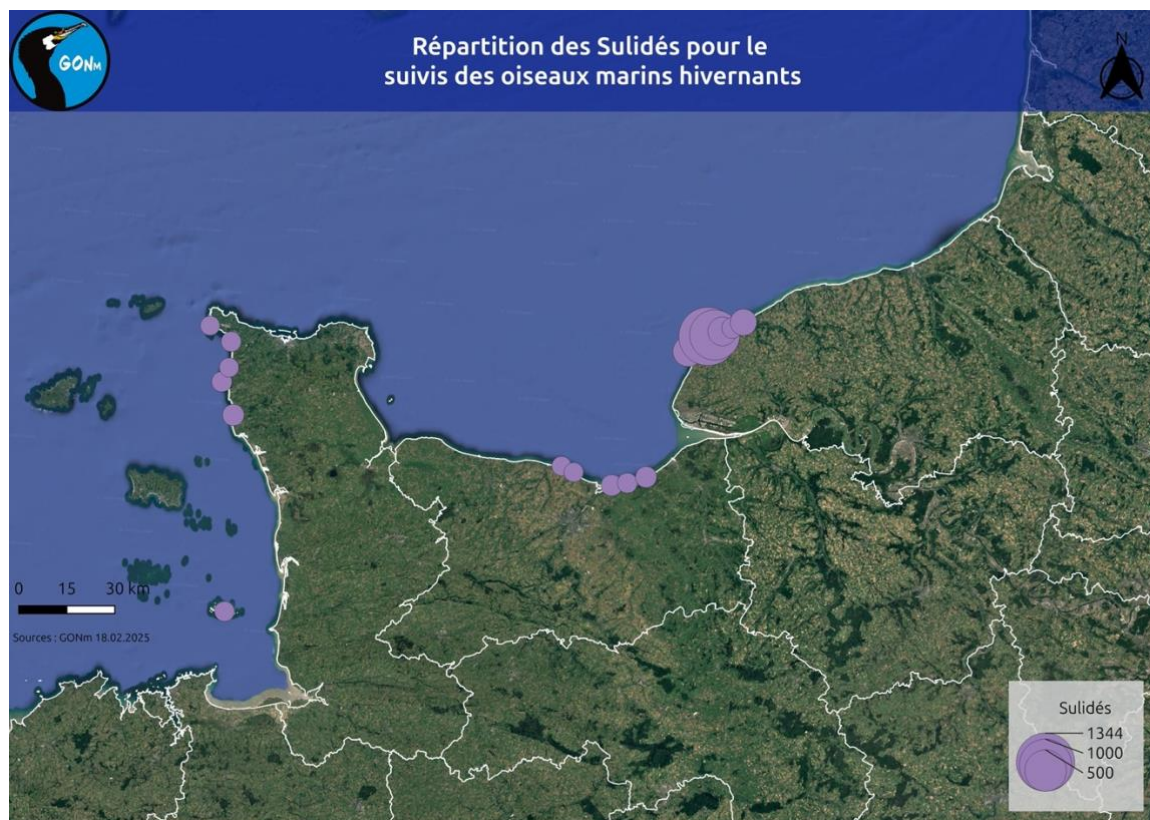 GONm
Répartition des Sulidés pour le
suivis des oiseaux marins hivernants
N
0 15 30 km
Sources : GONm 18.02.2025
Sulidés
1344
1000
500